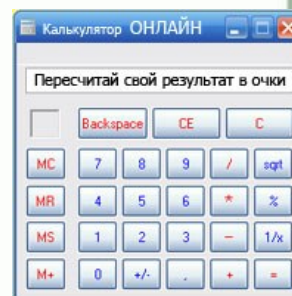 Калькулятор ОНЛАЙН
Пересчитай свой результат в очки
Backspace CE C
MC 7 8 9 / sqrt
MR 4 5 6 * %
MS 1 2 3 - 1/x
M+ 0 +/- . + =